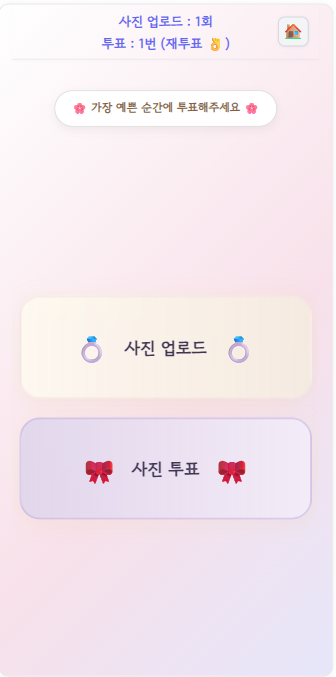 사진 업로드 : 1회
투표 : 1번 (재투표 👌)
🌸 가장 예쁜 순간에 투표해주세요 🌸
💍 사진 업로드 💍
🎀 사진 투표 🎀